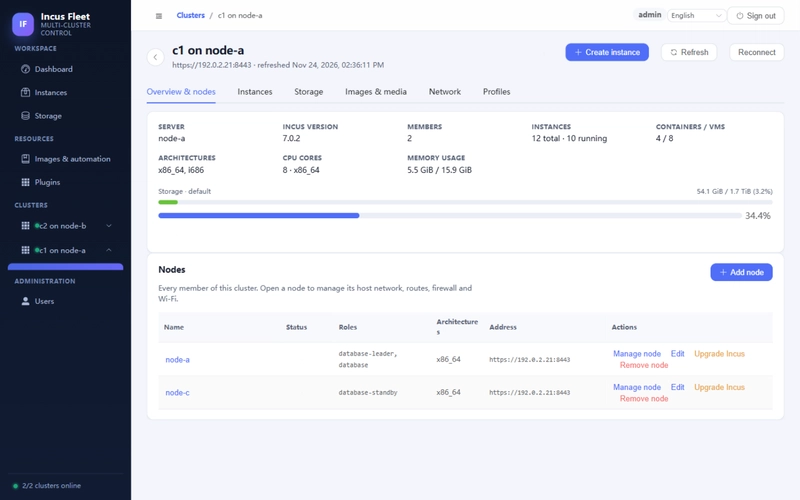 IF
Incus Fleet
MULTI-CLUSTER
CONTROL
WORKSPACE
Dashboard
Instances
Storage
RESOURCES
Images & automation
Plugins
CLUSTERS
c2 on node-b
c1 on node-a
ADMINISTRATION
Users
2/2 clusters online
Clusters / c1 on node-a
admin
English
Sign out
c1 on node-a
https://192.0.2.21:8443 · refreshed Nov 24, 2026, 02:36:11 PM
Create instance
Refresh
Reconnect
Overview & nodes
Instances
Storage
Images & media
Network
Profiles
SERVER
node-a
INCUS VERSION
7.0.2
MEMBERS
2
INSTANCES
12 total · 10 running
CONTAINERS / VMS
4 / 8
ARCHITECTURES
x86_64, i686
CPU CORES
8 · x86_64
MEMORY USAGE
5.5 GiB / 15.9 GiB
Storage · default
54.1 GiB / 1.7 TiB (3.2%)
34.4%
Nodes
Add node
Every member of this cluster. Open a node to manage its host network, routes, firewall and
Wi-Fi.
Name
Status
Roles
Architecture
s
Address
Actions
node-a
database-leader,
database
x86_64
https://192.0.2.21:8443
Manage node
Edit
Upgrade Incus
Remove node
node-c
database-standby
x86_64
https://192.0.2.21:8443
Manage node
Edit
Upgrade Incus
Remove node